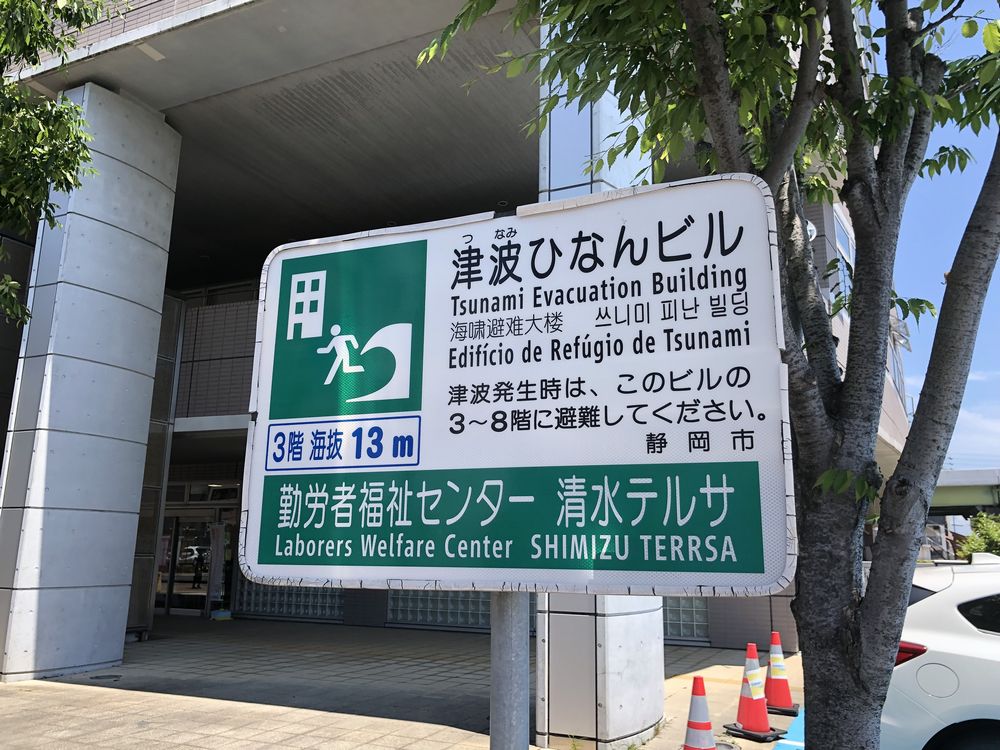 つ なみ
津波ひなんビル
Tsunami Evacuation Building
海啸避难大楼 쓰니미 피난 빌딩
Edifício de Refúgio de Tsunami
津波発生時は、このビルの
3～8階に避難してください。
静岡市
3階 海抜 13 m
勤労者福祉センター 清水テルサ
Laborers Welfare Center SHIMIZU TERRSA